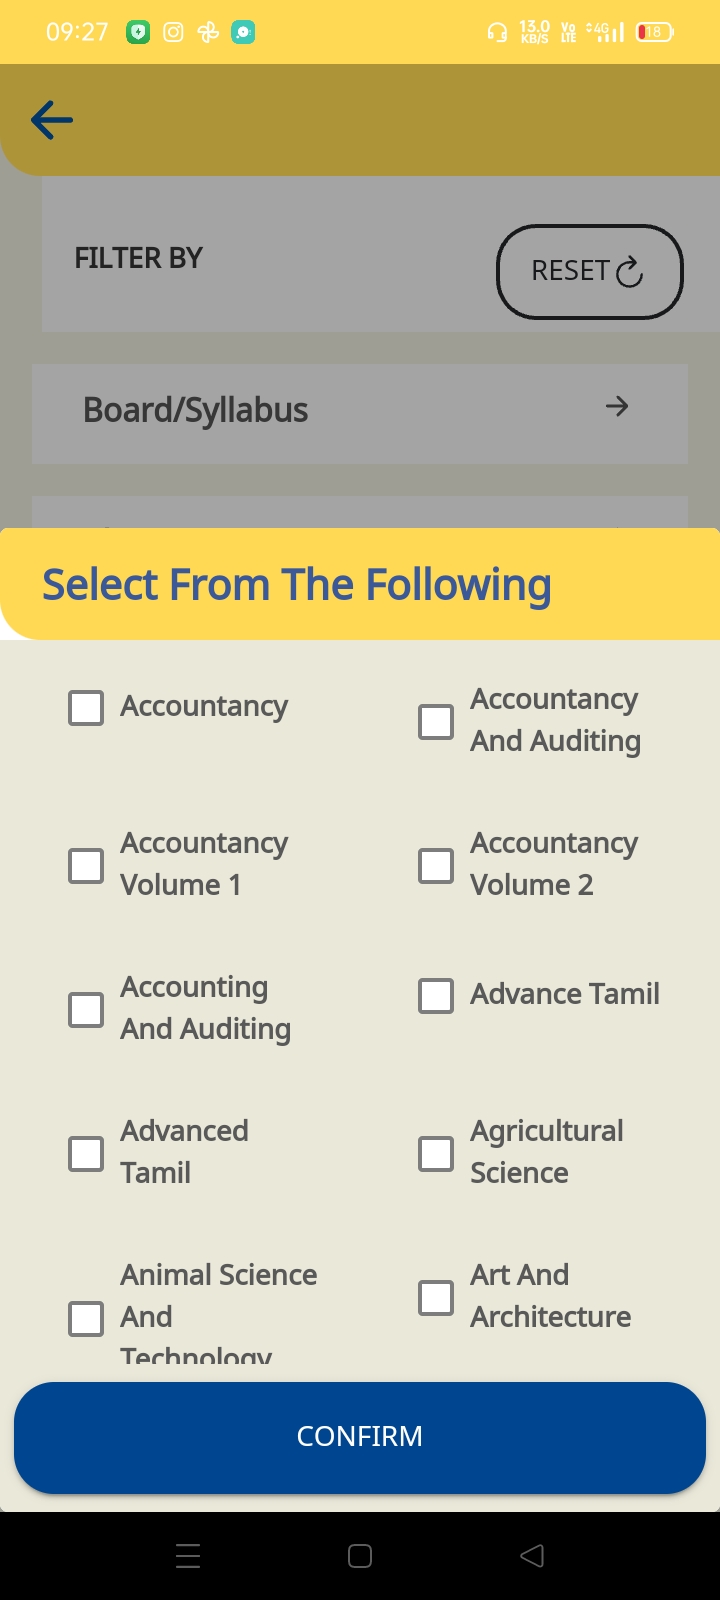 09:27
13.0 KB/S
Vo LTE
4G
18
FILTER BY
RESET
Board/Syllabus
Select From The Following
Accountancy
Accountancy
And Auditing
Accountancy
Volume 1
Accountancy
Volume 2
Accounting
And Auditing
Advance Tamil
Advanced
Tamil
Agricultural
Science
Animal Science
And
Technology
Art And
Architecture
CONFIRM